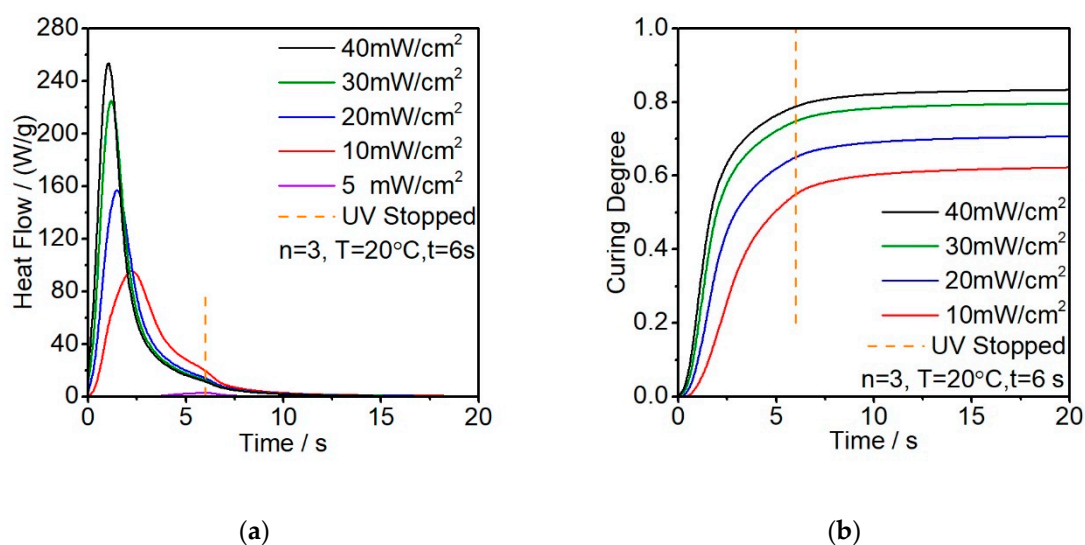 280
240
200
160
120
80
40
0
Heat Flow / (W/g)
40mW/cm²
30mW/cm²
20mW/cm²
10mW/cm²
5 mW/cm²
UV Stopped
n=3, T=20°C,t=6s
0 5 10 15 20
Time / s
(a)
1.0
0.8
0.6
0.4
0.2
0.0
Curing Degree
40mW/cm²
30mW/cm²
20mW/cm²
10mW/cm²
UV Stopped
n=3, T=20°C,t=6 s
0 5 10 15 20
Time / s
(b)